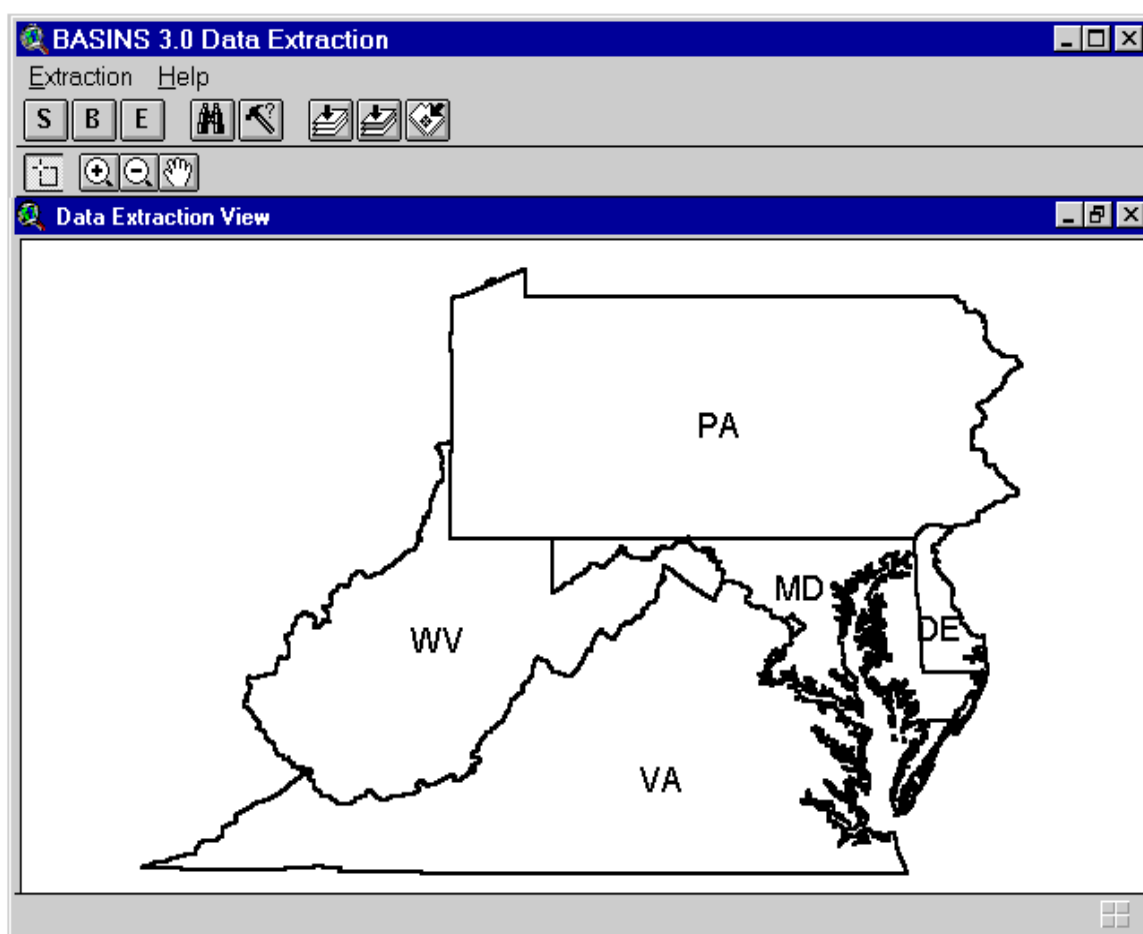 BASINS 3.0 Data Extraction
Extraction Help
S B E
Data Extraction View
PA
MD
DE
WV
VA